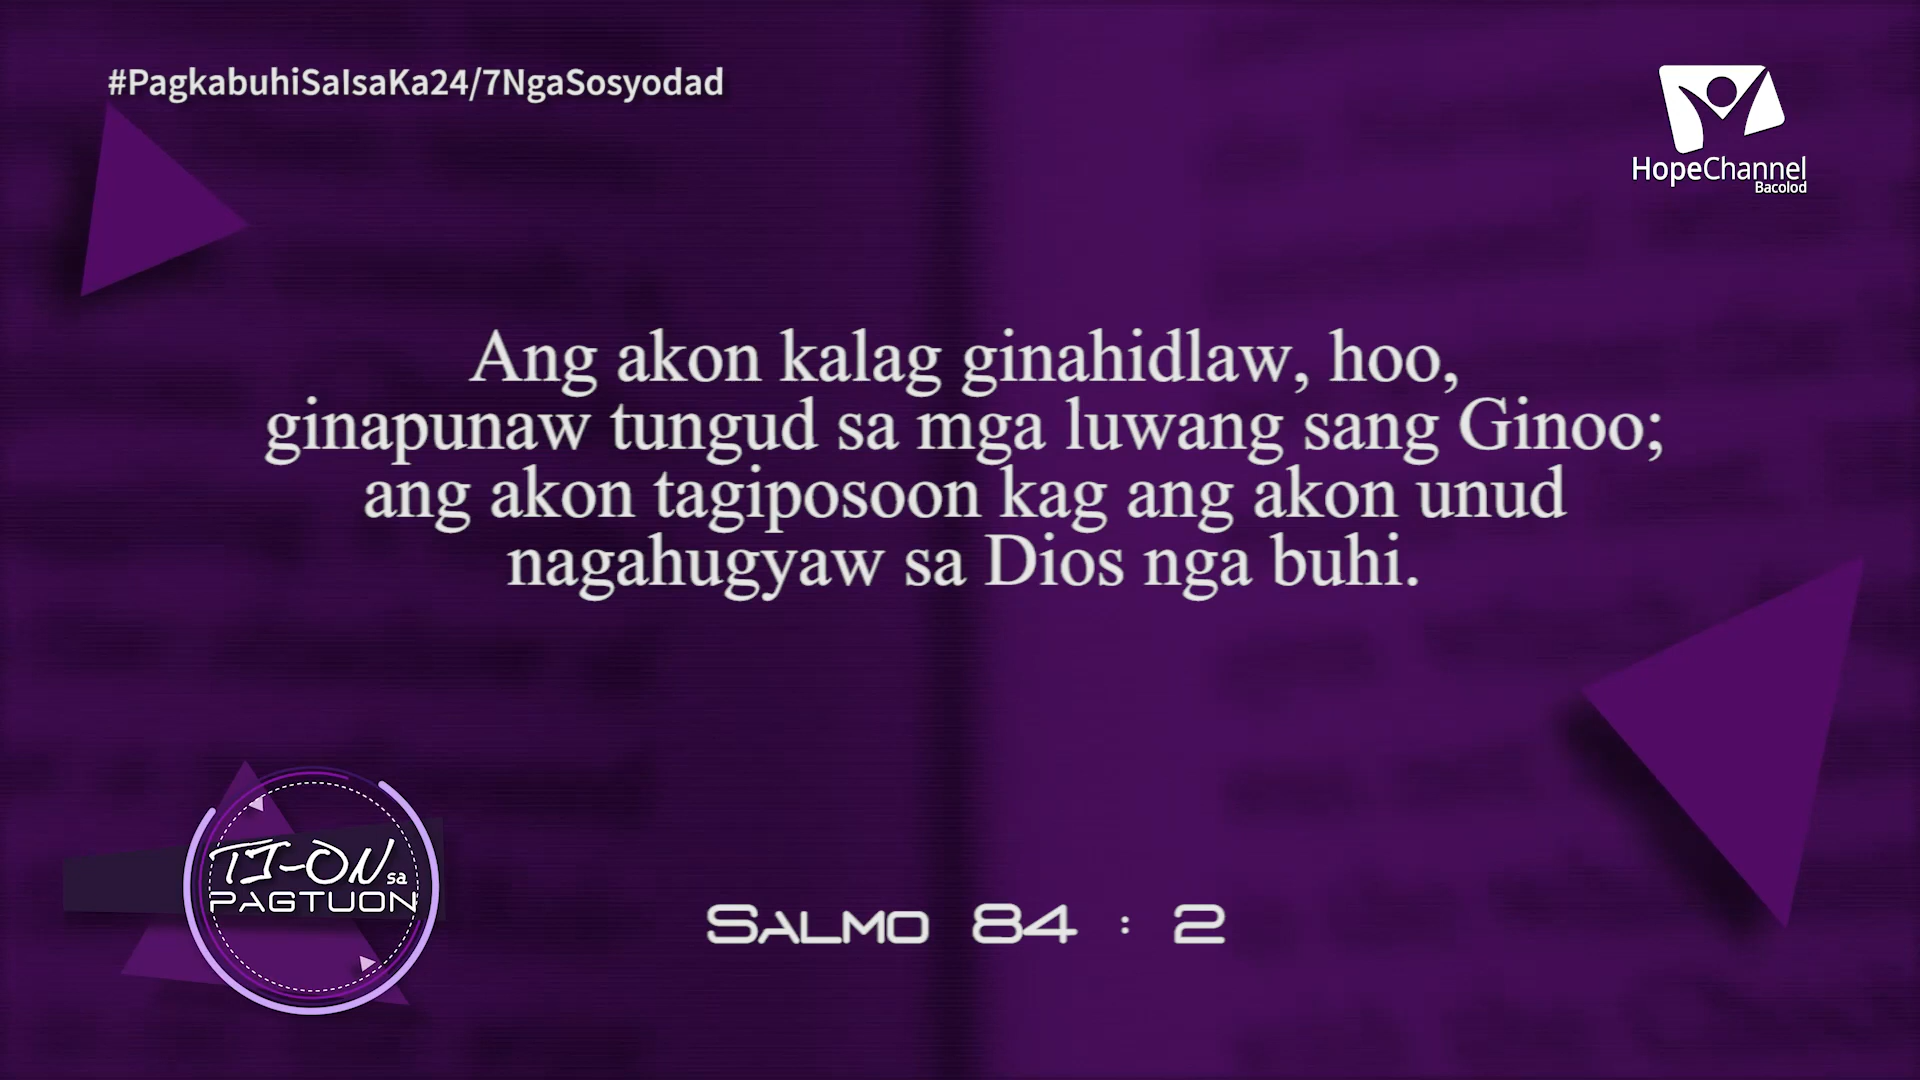 #PagkabuhiSaIsaKa24/7NgaSosyodad
HopeChannel
Bacolod
Ang akon kalag ginahidlaw, hoo,
ginapunaw tungud sa mga luwang sang Ginoo;
ang akon tagiposoon kag ang akon unud
nagahugyaw sa Dios nga buhi.
TI-ON sa
PAGTUON
SALMO 84 : 2